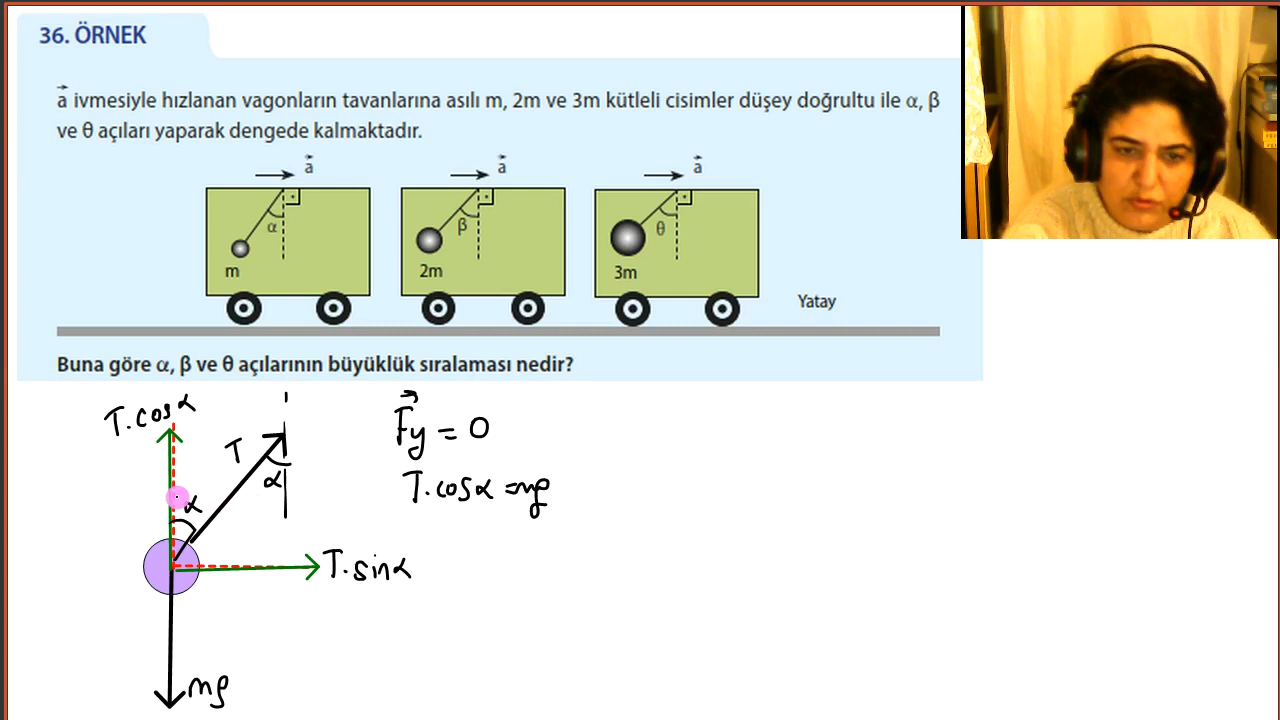 36. ÖRNEK
a ivmesiyle hızlanan vagonların tavanlarına asılı m, 2m ve 3m kütleli cisimler düşey doğrultu ile α, β
ve θ açıları yaparak dengede kalmaktadır.
a a a
α β θ
m 2m 3m
Yatay
Buna göre α, β ve θ açılarının büyüklük sıralaması nedir?
T.cosα
T
α
α
T.sinα
mg
Fy = 0
T.cosα = mg